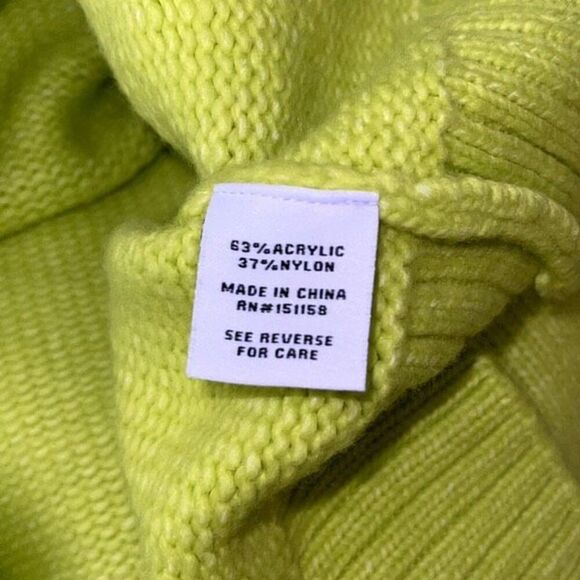 63%ACRYLIC
37%NYLON
MADE IN CHINA
RN#151158
SEE REVERSE
FOR CARE